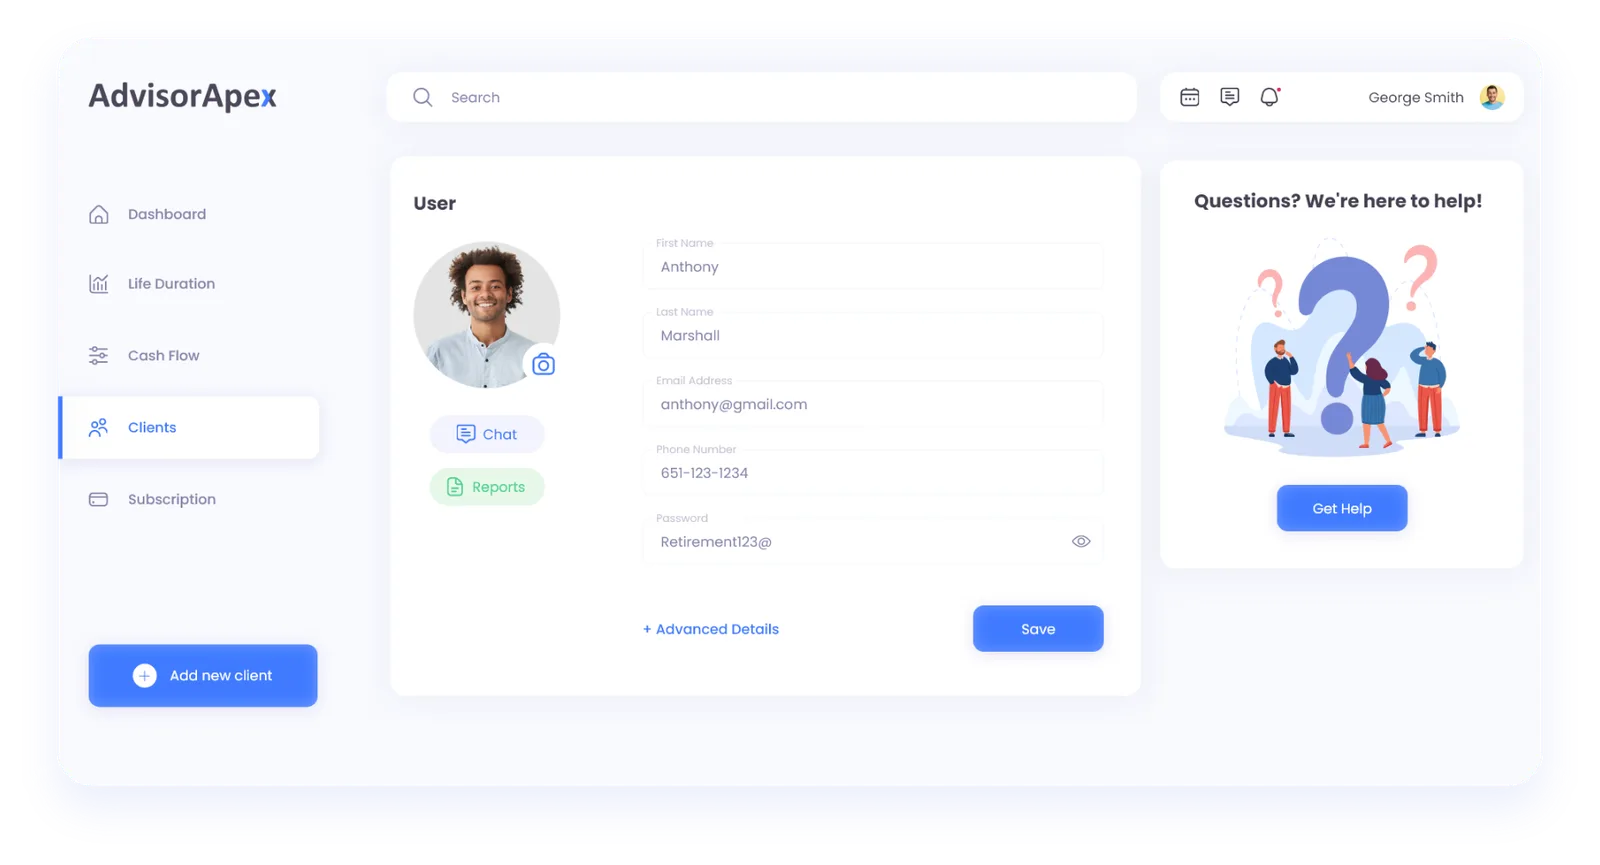 AdvisorApex
Search
George Smith
Dashboard
Life Duration
Cash Flow
Clients
Subscription
Add new client
User
Chat
Reports
First Name
Anthony
Last Name
Marshall
Email Address
anthony@gmail.com
Phone Number
651-123-1234
Password
Retirement123@
+ Advanced Details
Save
Questions? We're here to help!
Get Help